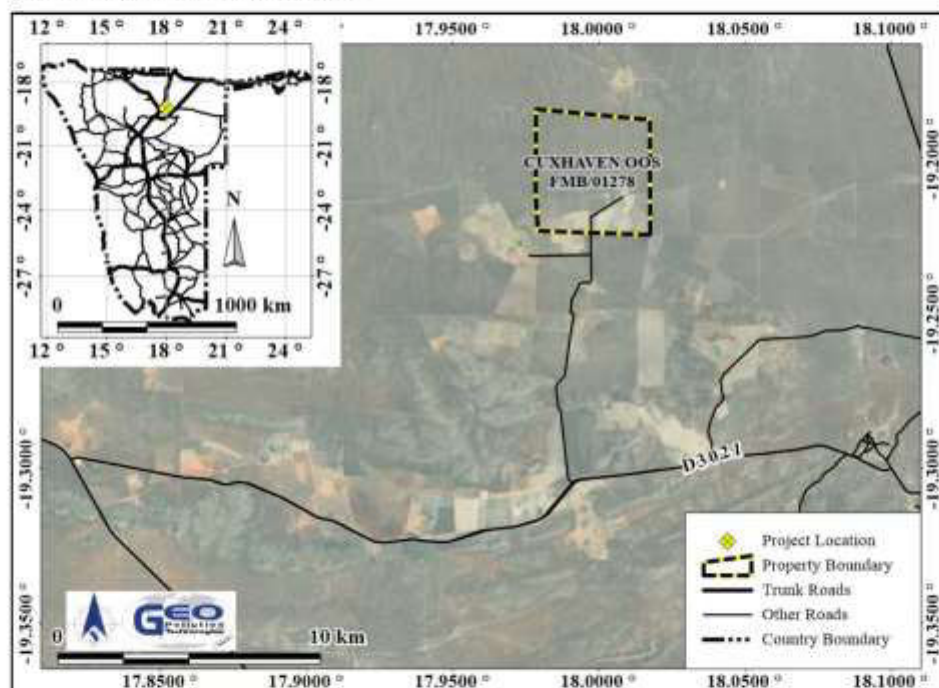 17.9500 ° 18.0000 ° 18.0500 ° 18.1000 °
12 ° 15 ° 18 ° 21 ° 24 °
-18 °
-21 °
-24 °
-27 °
-18 °
-21 °
-24 °
-27 °
N
0 1000 km
12 ° 15 ° 18 ° 21 ° 24 °
CUXHAVEN OOS
FMB/01278
-19.2000 °
-19.2500 °
-19.3000 °
-19.3500 °
-19.3000 °
-19.3500 °
D3021
Project Location
Property Boundary
Trunk Roads
Other Roads
Country Boundary
GEO
Pollution
Technologies
0 10 km
17.8500 ° 17.9000 ° 17.9500 ° 18.0000 ° 18.0500 ° 18.1000 °